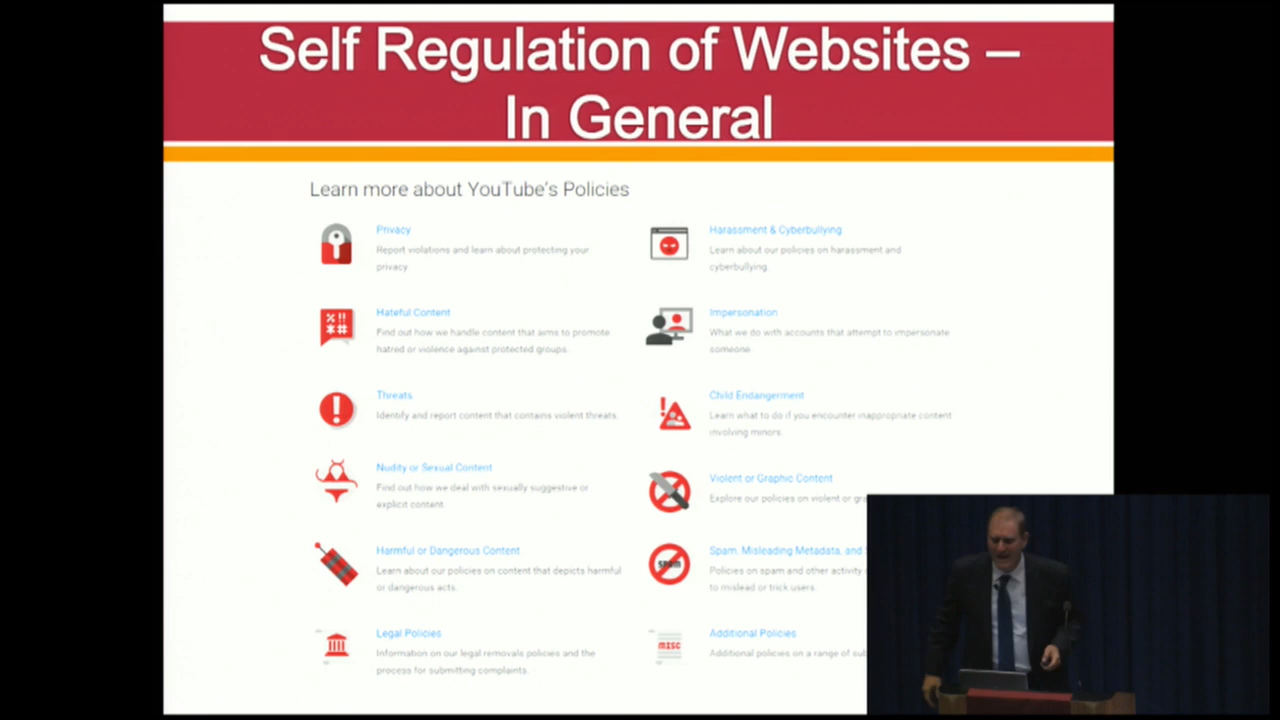 Self Regulation of Websites –
In General
Learn more about YouTube's Policies
Privacy
Report violations and learn about protecting your
privacy
Harassment & Cyberbullying
Learn about our policies on harassment and
cyberbullying.
Hateful Content
Find out how we handle content that aims to promote
hatred or violence against protected groups.
Impersonation
What we do with accounts that attempt to impersonate
someone
Threats
Identify and report content that contains violent threats.
Child Endangerment
Learn what to do if you encounter inappropriate content
involving minors.
Nudity or Sexual Content
Find out how we deal with sexually suggestive or
explicit content.
Violent or Graphic Content
Explore our policies on violent or
Harmful or Dangerous Content
Learn about our policies on content that depicts harmful
or dangerous acts.
SPAM
Spam, Misleading Metadata, and
Policies on spam and other activity
to mislead or trick users.
Legal Policies
Information on our legal removals policies and the
process for submitting complaints.
MISC
Additional Policies
Additional policies on a range of